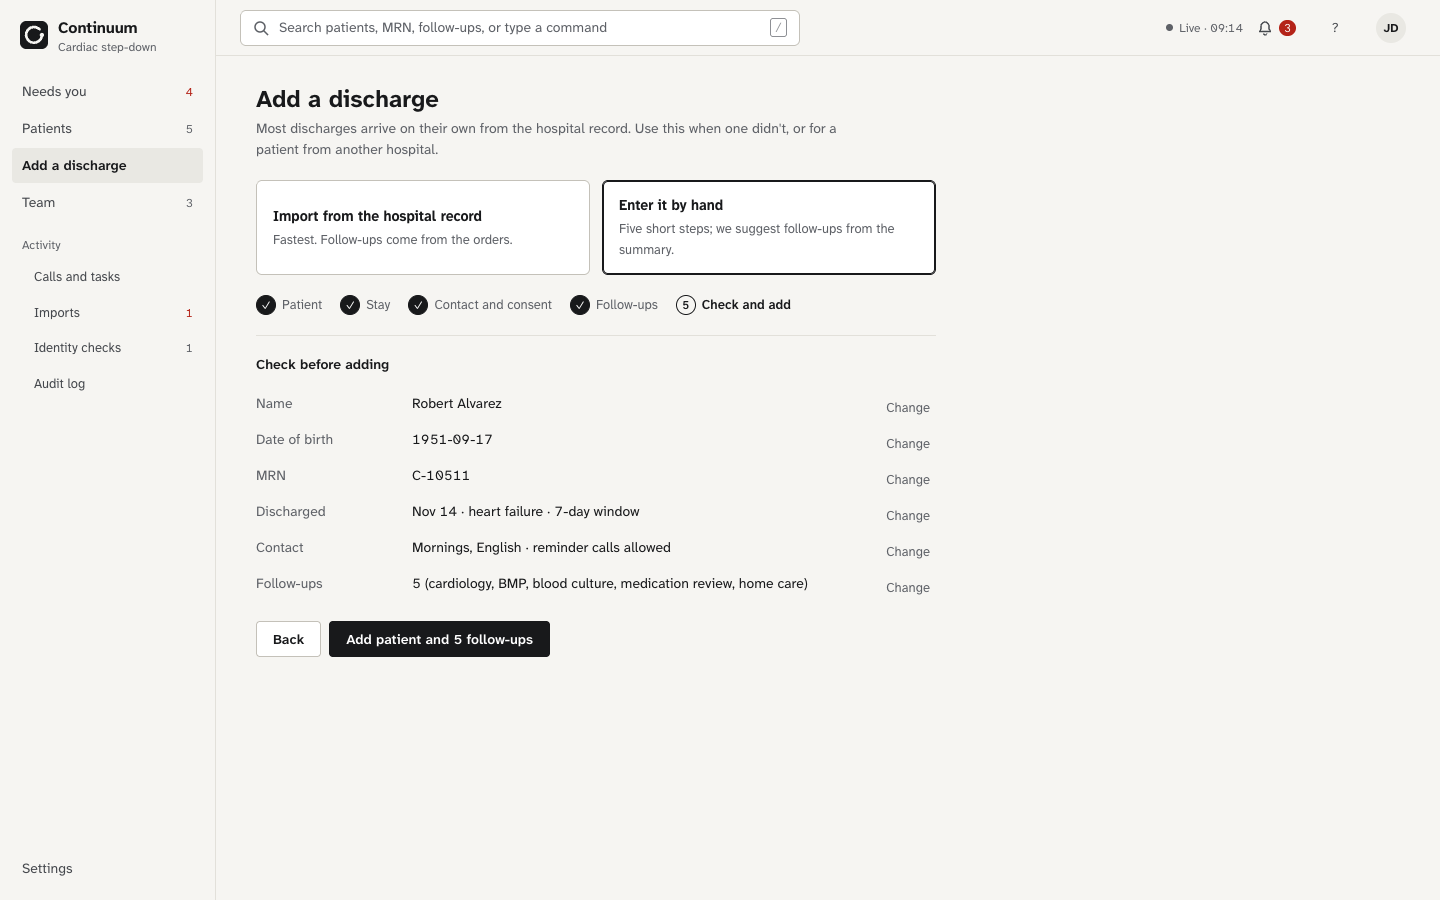 Continuum
Cardiac step-down
Search patients, MRN, follow-ups, or type a command
/
Live · 09:14
3
?
JD
Needs you 4
Patients 5
Add a discharge
Team 3
Activity
Calls and tasks
Imports 1
Identity checks 1
Audit log
Settings
Add a discharge
Most discharges arrive on their own from the hospital record. Use this when one didn't, or for a
patient from another hospital.
Import from the hospital record
Fastest. Follow-ups come from the orders.
Enter it by hand
Five short steps; we suggest follow-ups from the
summary.
Patient Stay Contact and consent Follow-ups 5 Check and add
Check before adding
Name Robert Alvarez Change
Date of birth 1951-09-17 Change
MRN C-10511 Change
Discharged Nov 14 · heart failure · 7-day window Change
Contact Mornings, English · reminder calls allowed Change
Follow-ups 5 (cardiology, BMP, blood culture, medication review, home care) Change
Back Add patient and 5 follow-ups